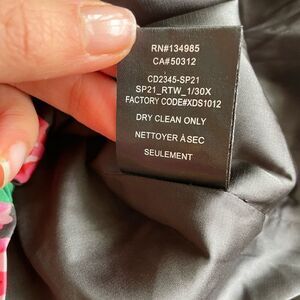 RN#134985
CA#50312
CD2345-SP21
SP21_RTW_1/30X
FACTORY CODE#XDS1012
DRY CLEAN ONLY
NETTOYER À SEC
SEULEMENT